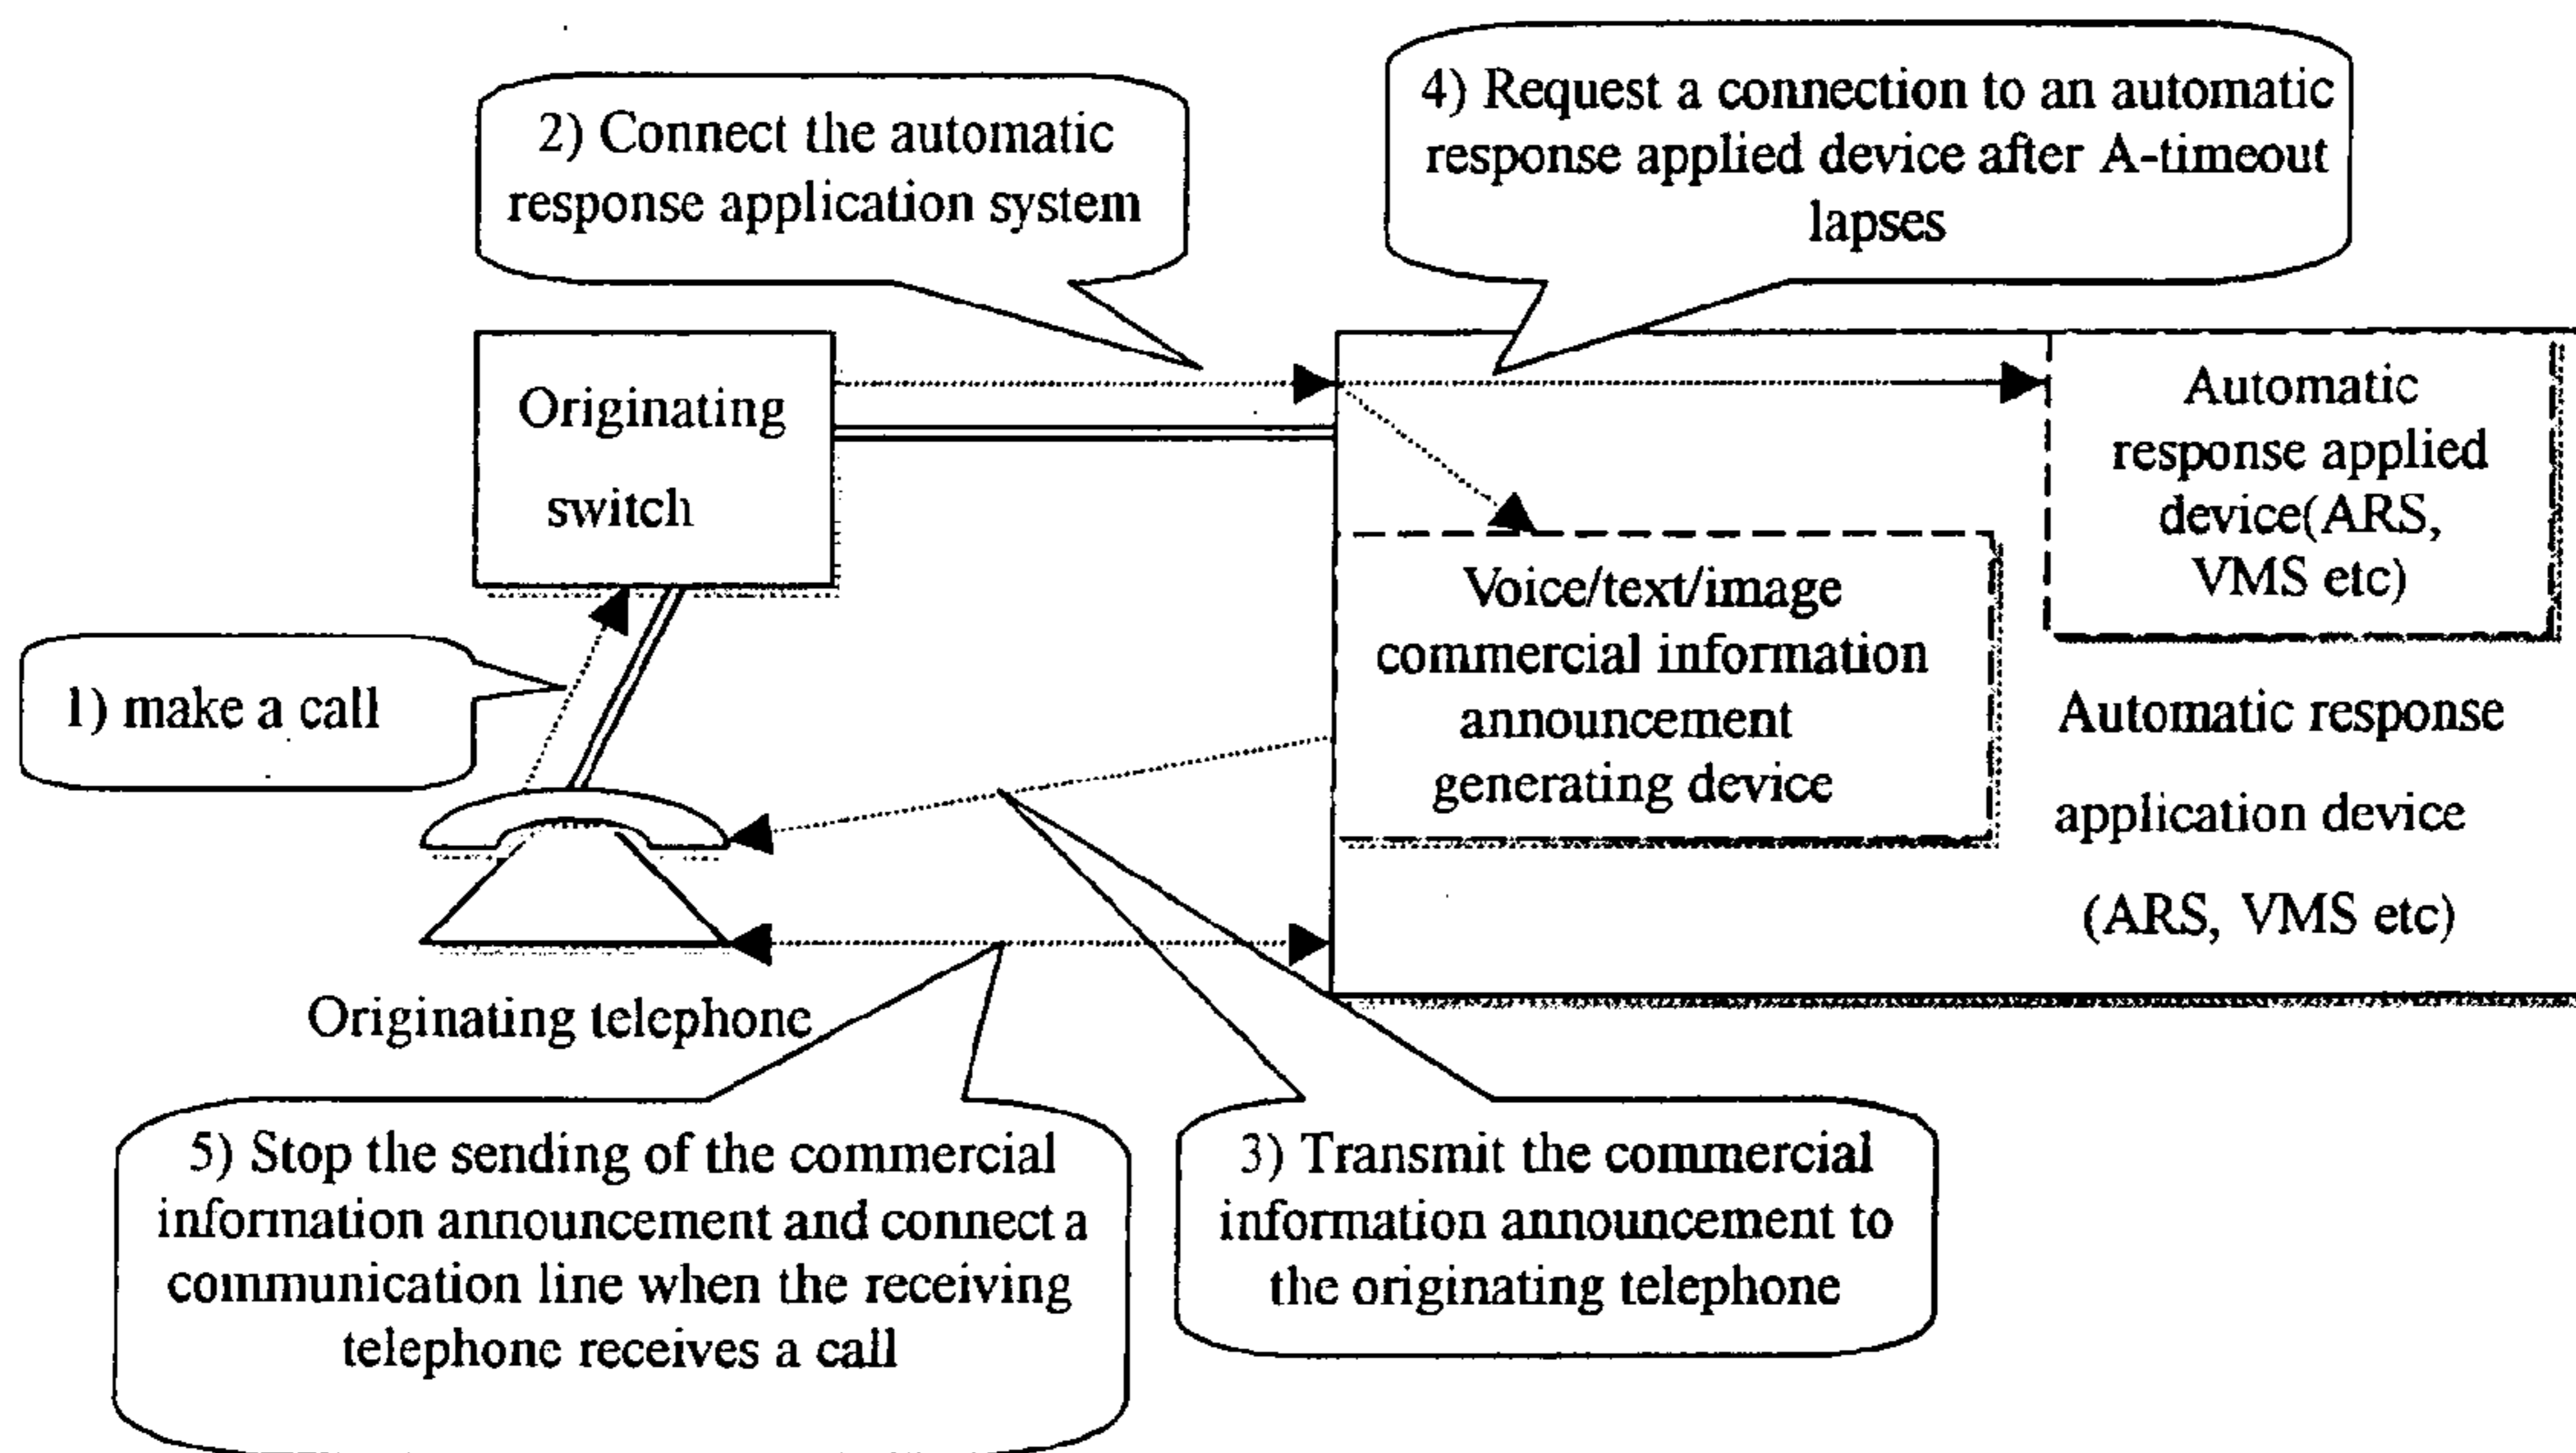 2) Connect the automatic
response application system
4) Request a connection to an automatic
response applied device after A-timeout
lapses
Originating
switch
Automatic
response applied
device(ARS,
VMS etc)
Voice/text/image
commercial information
announcement
generating device
1) make a call
Automatic response
application device
(ARS, VMS etc)
Originating telephone
5) Stop the sending of the commercial
information announcement and connect a
communication line when the receiving
telephone receives a call
3) Transmit the commercial
information announcement to
the originating telephone